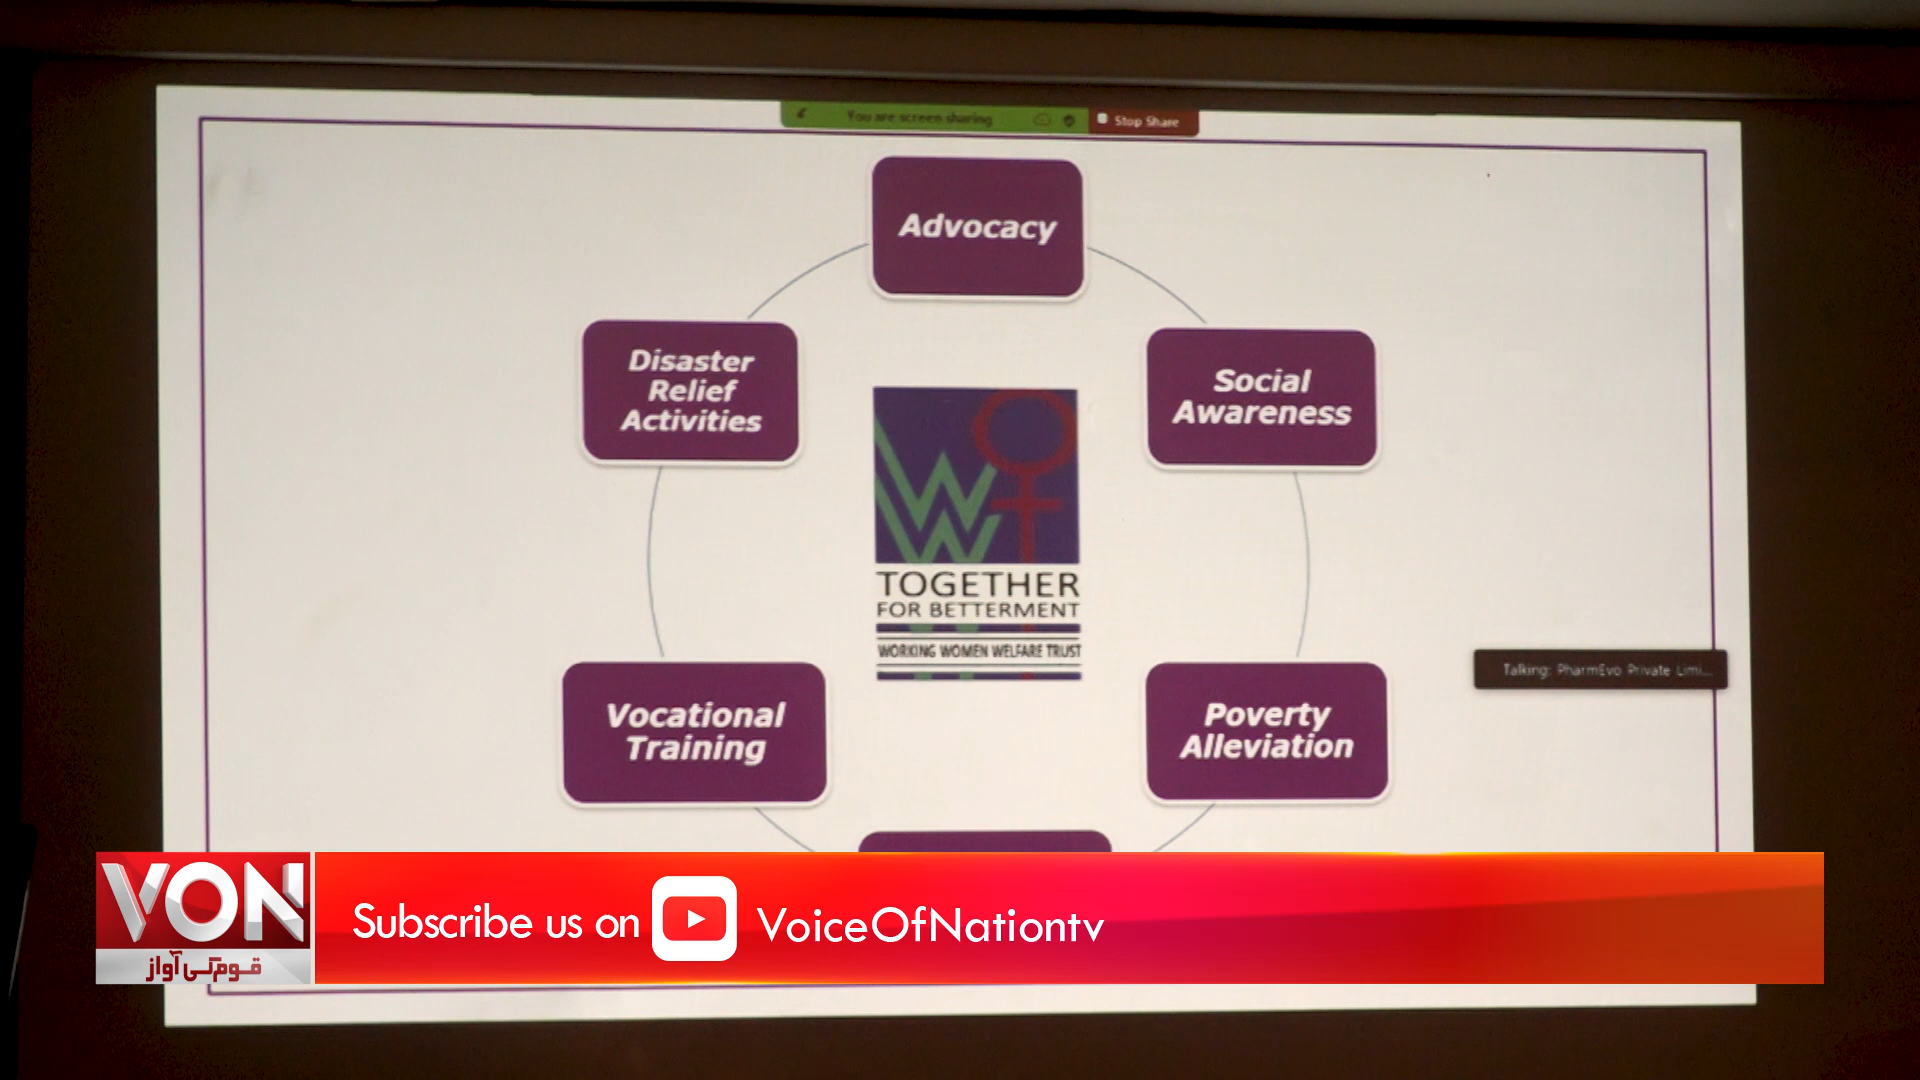 You are screen sharing
Stop Share
Advocacy
Disaster
Relief
Activities
Social
Awareness
TOGETHER
FOR BETTERMENT
WORKING WOMEN WELFARE TRUST
Talking: PharmEvo Private Limi...
Vocational
Training
Poverty
Alleviation
VON
قوم کی آواز
Subscribe us on
VoiceOfNationtv